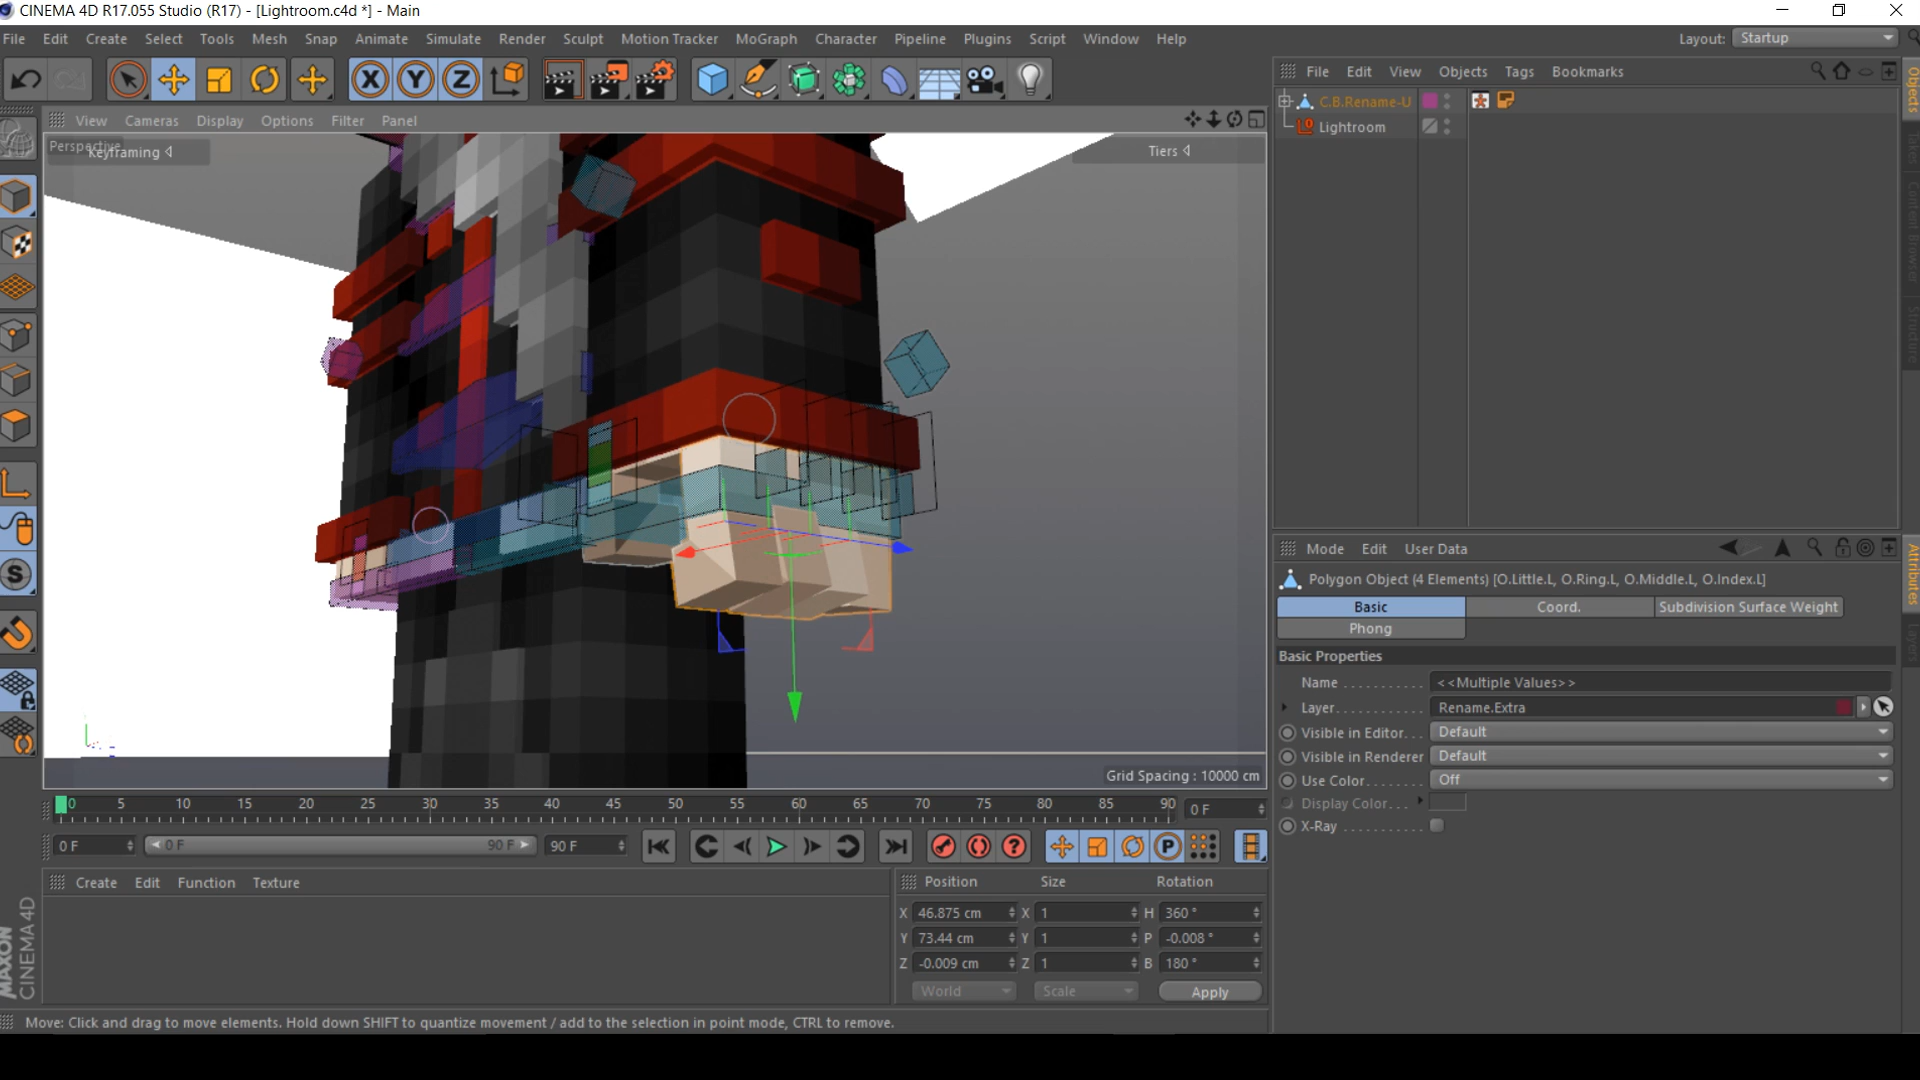 CINEMA 4D R17.055 Studio (R17) - [Lightroom.c4d *] - Main
File Edit Create Select Tools Mesh Snap Animate Simulate Render Sculpt Motion Tracker MoGraph Character Pipeline Plugins Script Window Help
Layout: Startup
X Y Z
File Edit View Objects Tags Bookmarks
C.B.Rename-U
Lightroom
View Cameras Display Options Filter Panel
Perspective
Keyframing
Tiers
Grid Spacing : 10000 cm
Objects
Takes
Content Browser
Structure
Attributes
Layers
Mode Edit User Data
Polygon Object (4 Elements) [O.Little.L, O.Ring.L, O.Middle.L, O.Index.L]
Basic Coord. Subdivision Surface Weight
Phong
Basic Properties
Name <<Multiple Values>>
Layer Rename.Extra
Visible in Editor Default
Visible in Renderer Default
Use Color Off
Display Color
X-Ray
0 5 10 15 20 25 30 35 40 45 50 55 60 65 70 75 80 85 90 0 F
0 F 0 F 90 F 90 F
P
S
Create Edit Function Texture
Position Size Rotation
X 46.875 cm X 1 H 360 °
Y 73.44 cm Y 1 P -0.008 °
Z -0.009 cm Z 1 B 180 °
World Scale Apply
MAXON
CINEMA 4D
Move: Click and drag to move elements. Hold down SHIFT to quantize movement / add to the selection in point mode, CTRL to remove.